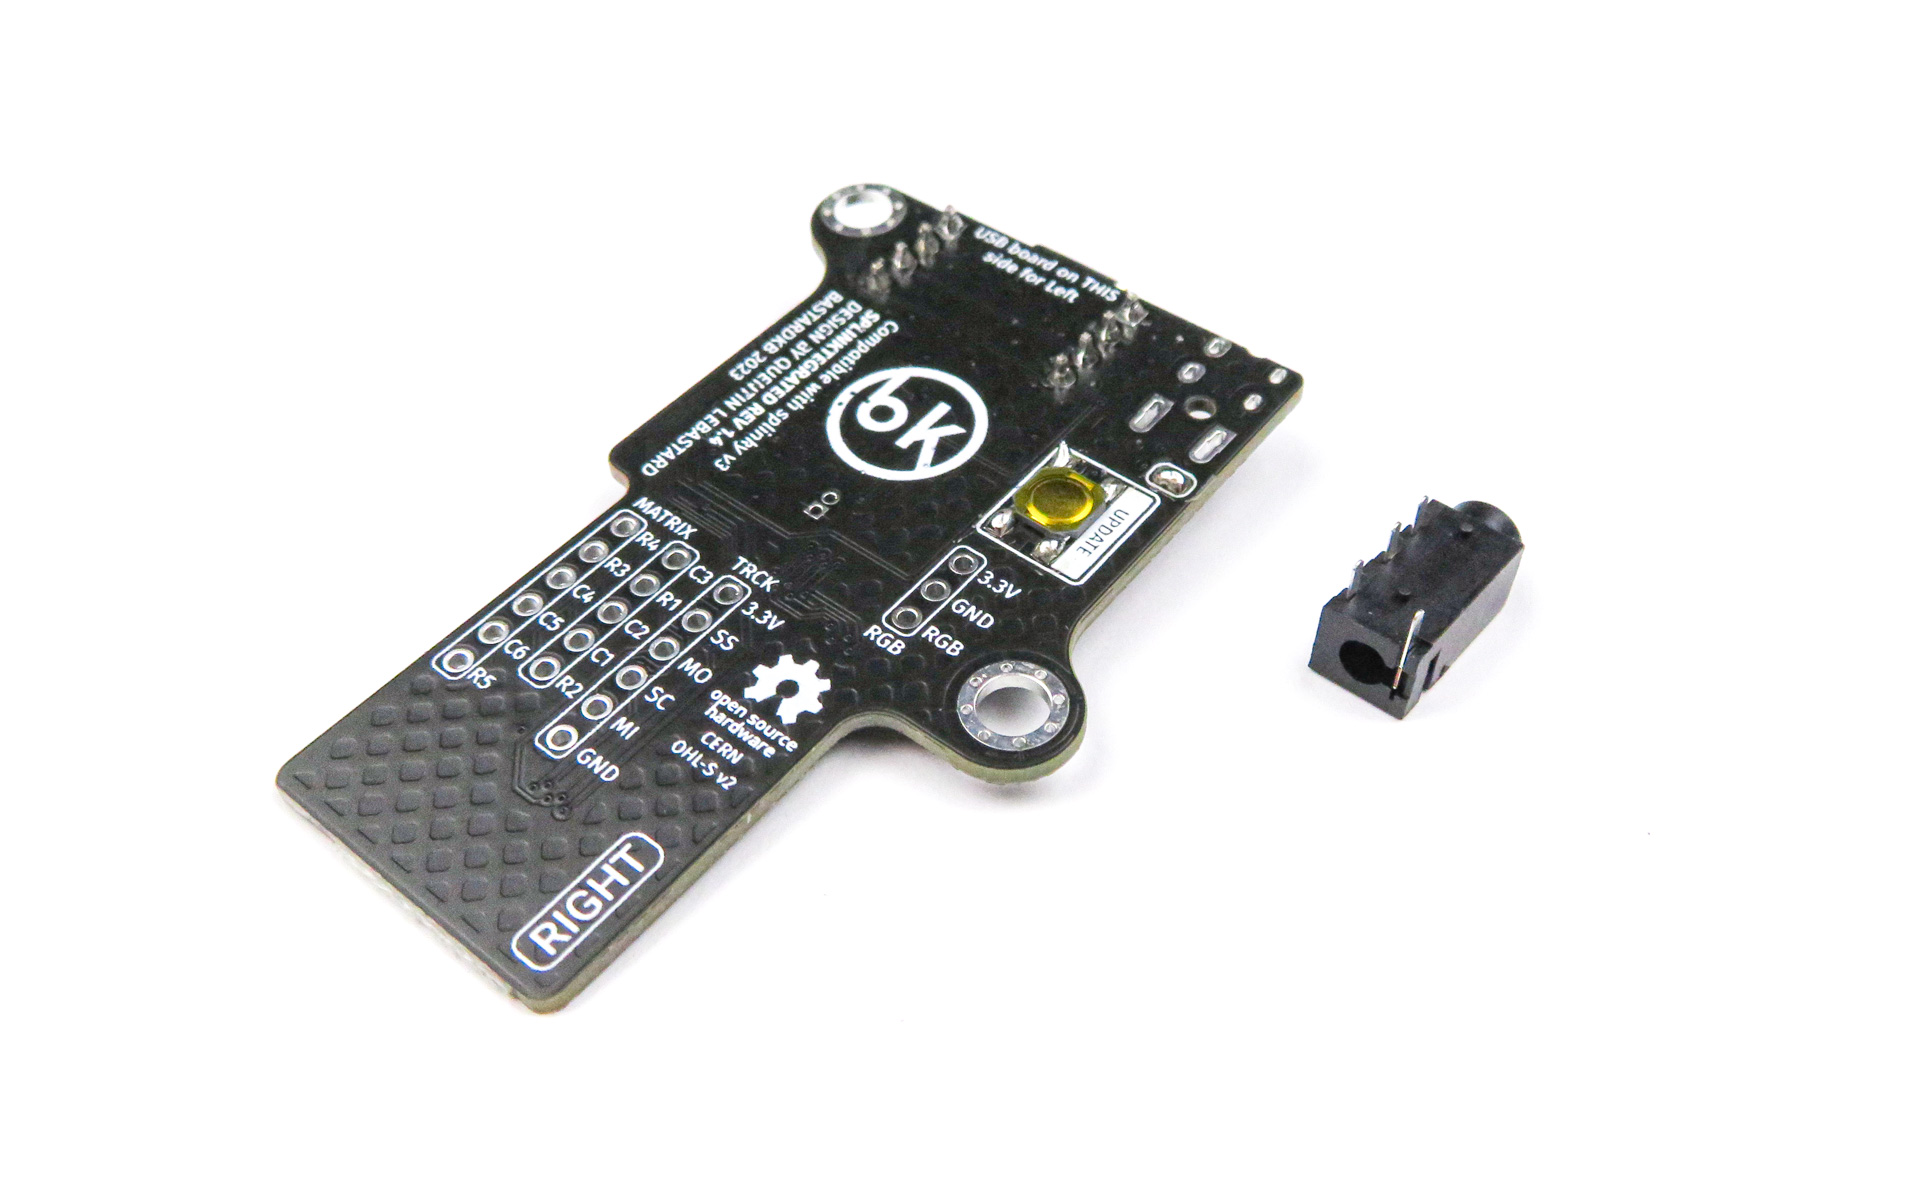 USB board on THIS
side for Left
Compatible with splinky v3
SPLINKTEGRATED REV 1.4
DESIGN BY QUENTIN LEBASTARD
BASTARDKB 2023
bK
UPDATE
3.3V
GND
RGB
RGB
MATRIX
R4
R3
C4
C5
C6
R5
C3
R1
C2
C1
R2
TRCK
3.3V
SS
MO
SC
MI
GND
open source
hardware
CERN
OHL-S v2
RIGHT